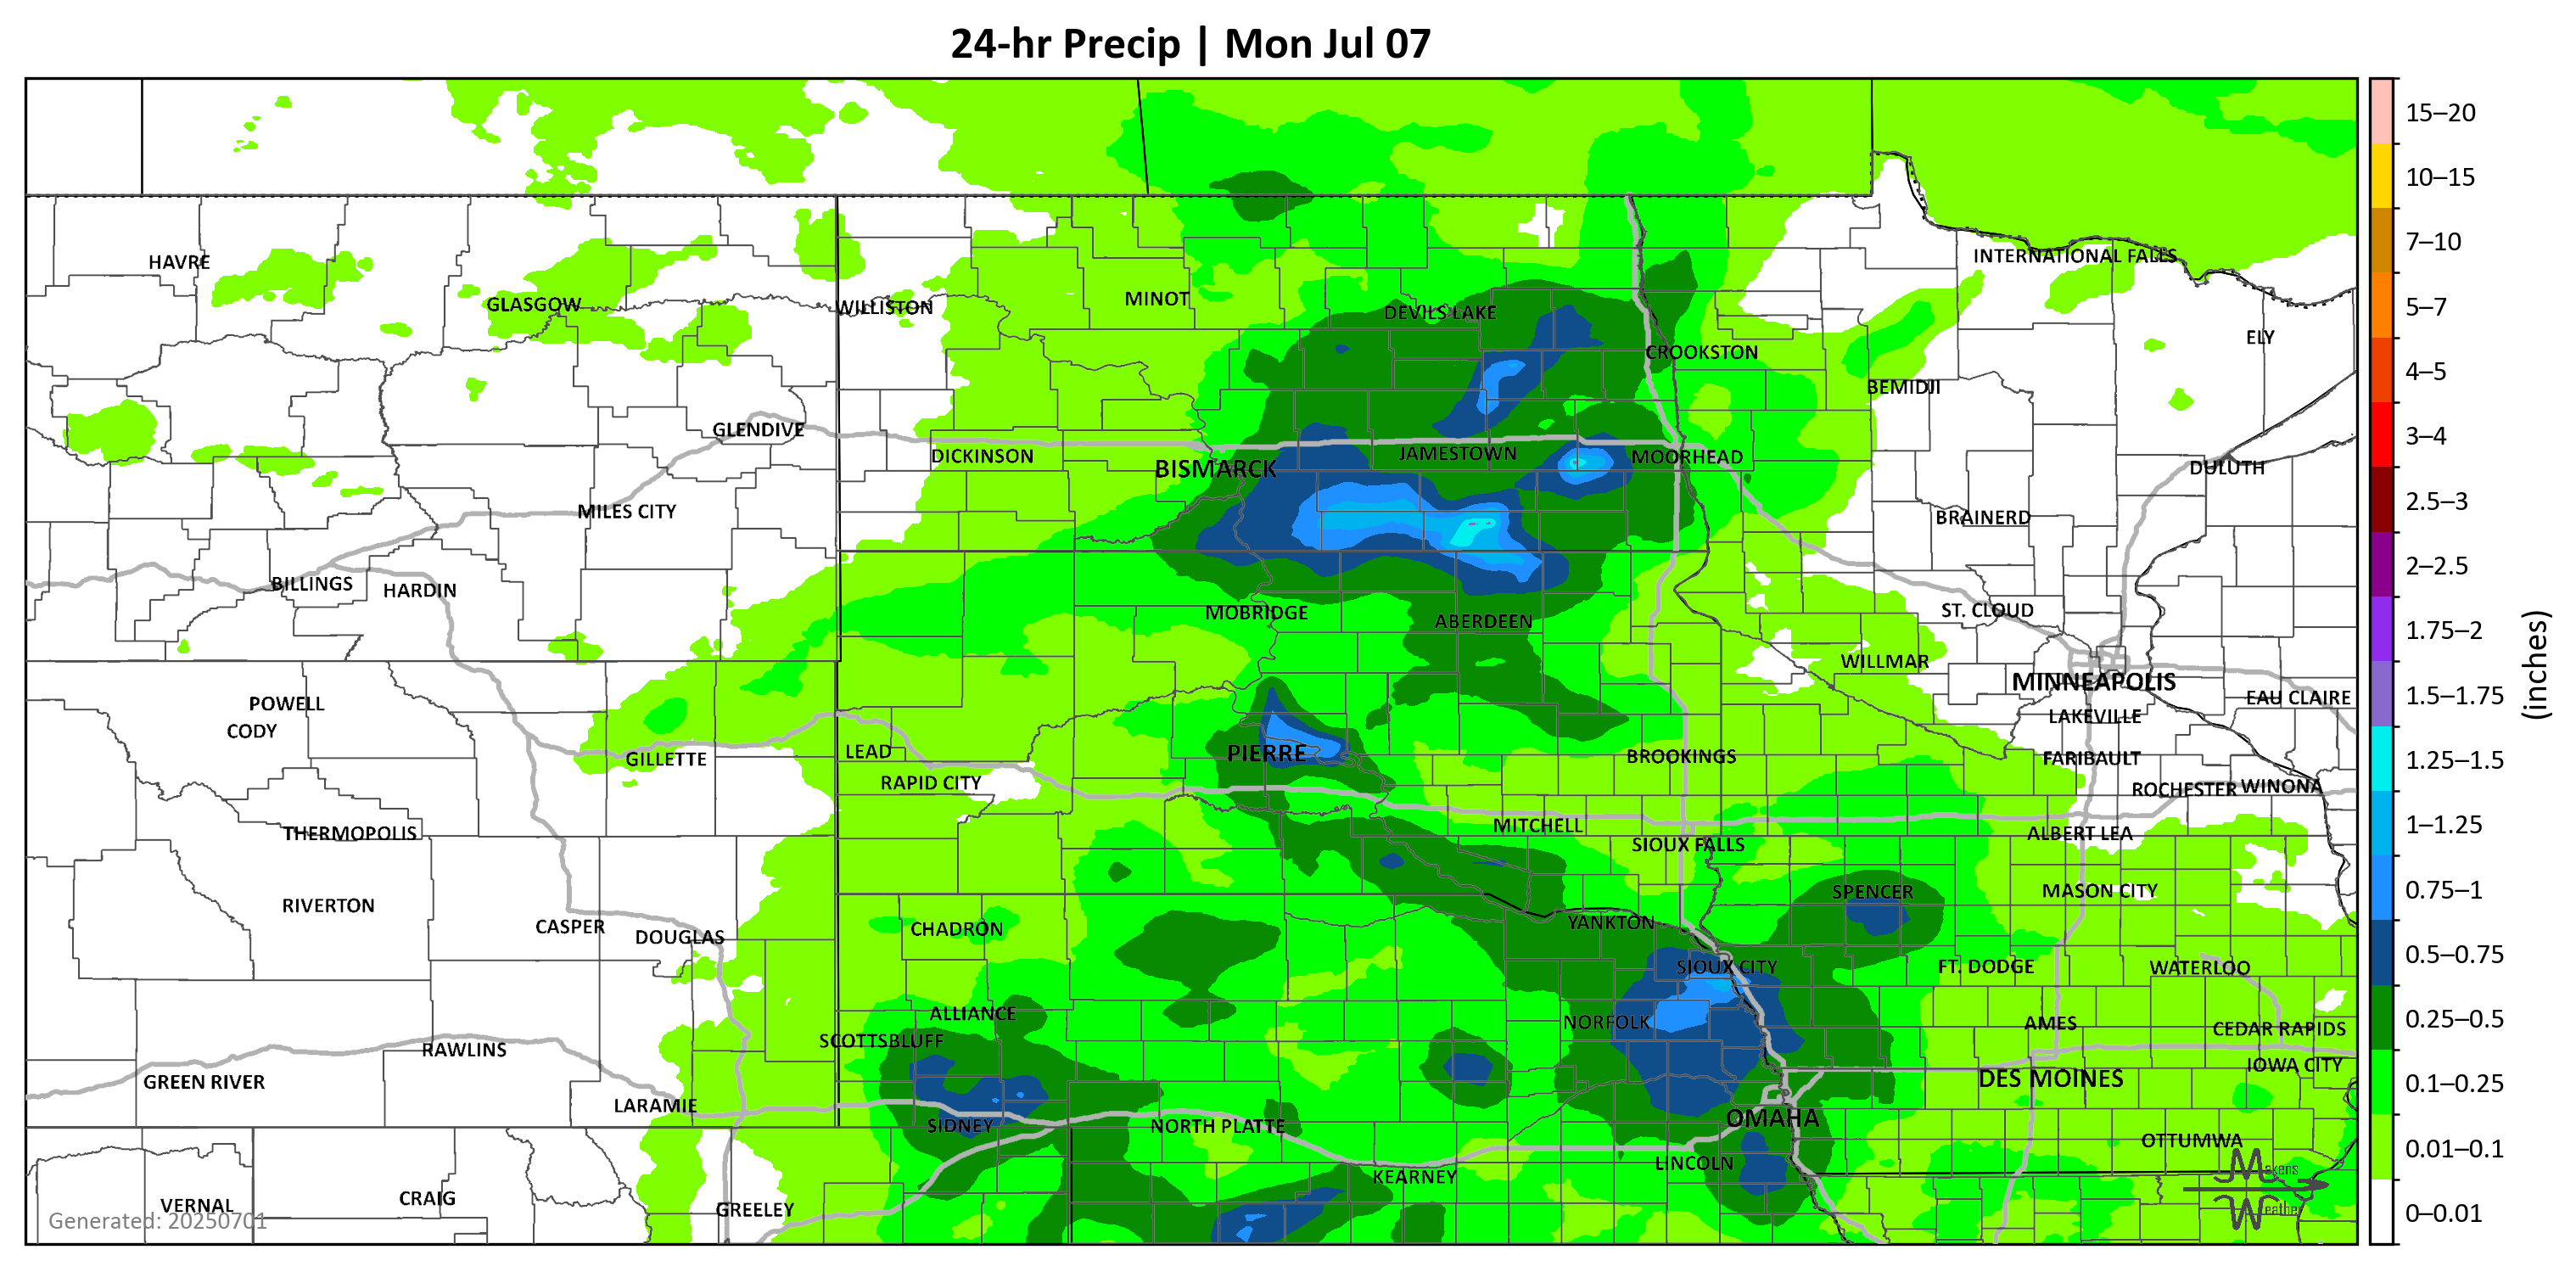 24-hr Precip | Mon Jul 07
HAVRE
INTERNATIONAL FALLS
GLASGOW
WILLISTON
MINOT
DEVILS LAKE
ELY
CROOKSTON
BEMIDJI
GLENDIVE
DICKINSON
BISMARCK
JAMESTOWN
MOORHEAD
DULUTH
MILES CITY
BRAINERD
BILLINGS
HARDIN
MOBRIDGE
ABERDEEN
ST. CLOUD
WILLMAR
MINNEAPOLIS
EAU CLAIRE
POWELL
LAKEVILLE
CODY
GILLETTE
LEAD
PIERRE
BROOKINGS
FARIBAULT
RAPID CITY
ROCHESTER
WINONA
THERMOPOLIS
MITCHELL
ALBERT LEA
SIOUX FALLS
RIVERTON
SPENCER
MASON CITY
CASPER
DOUGLAS
CHADRON
YANKTON
SIOUX CITY
FT. DODGE
WATERLOO
ALLIANCE
NORFOLK
AMES
CEDAR RAPIDS
SCOTTSBLUFF
RAWLINS
IOWA CITY
GREEN RIVER
DES MOINES
LARAMIE
SIDNEY
NORTH PLATTE
OMAHA
OTTUMWA
LINCOLN
KEARNEY
VERNAL
CRAIG
GREELEY
Generated: 20250701
Makens
Weather
15–20
10–15
7–10
5–7
4–5
3–4
2.5–3
2–2.5
1.75–2
1.5–1.75
1.25–1.5
1–1.25
0.75–1
0.5–0.75
0.25–0.5
0.1–0.25
0.01–0.1
0–0.01
(inches)